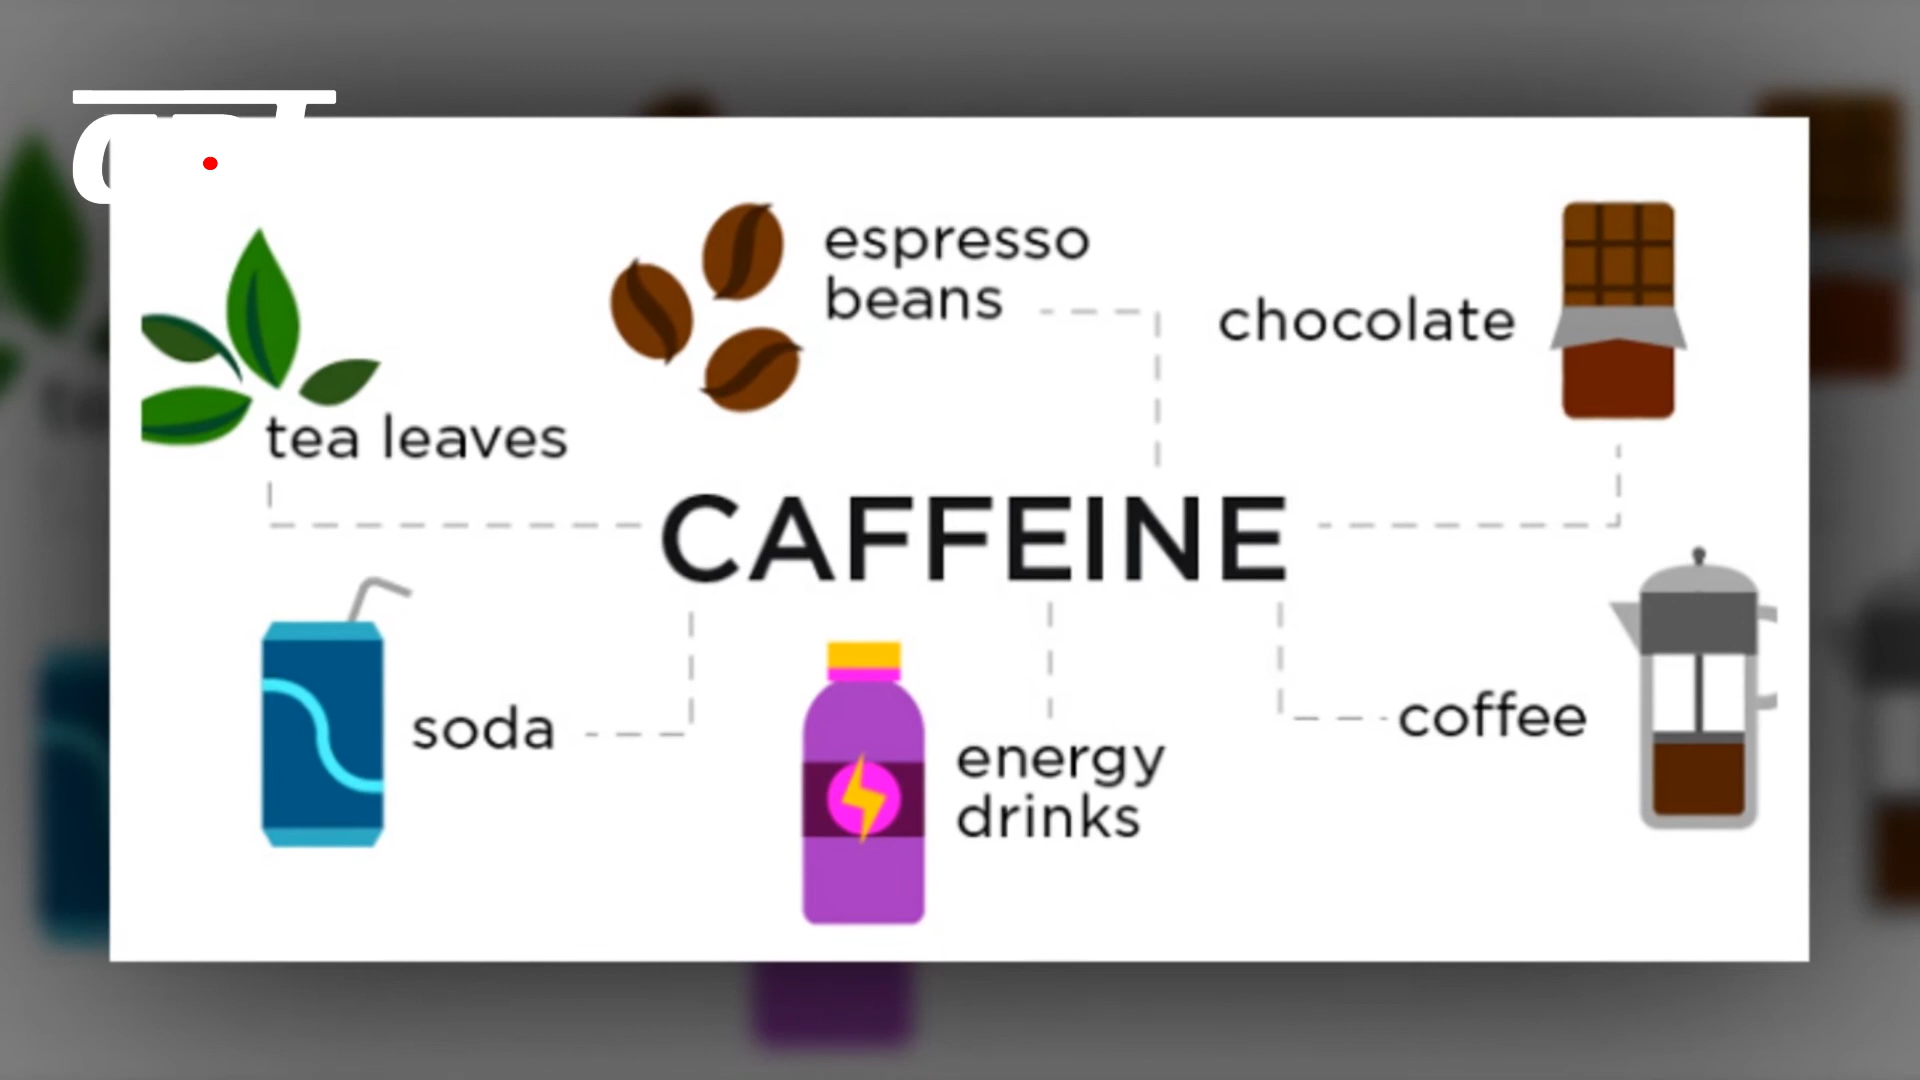 espresso
beans
chocolate
tea leaves
CAFFEINE
soda
energy
drinks
coffee